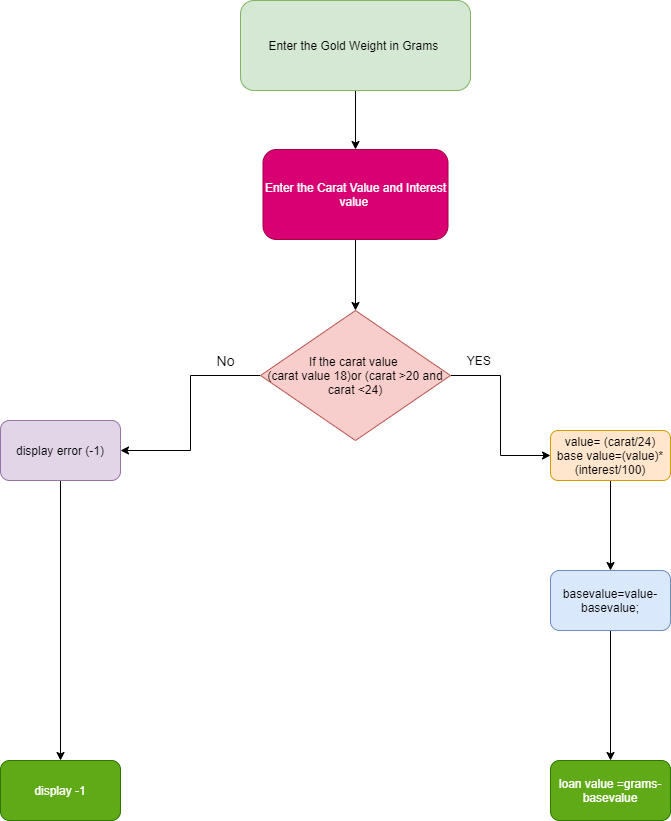 Enter the Gold Weight in Grams
Enter the Carat Value and Interest
value
If the carat value
(carat value 18)or (carat >20 and
carat <24)
No
YES
display error (-1)
value= (carat/24)
base value=(value)*
(interest/100)
basevalue=value-
basevalue;
display -1
loan value =grams-
basevalue